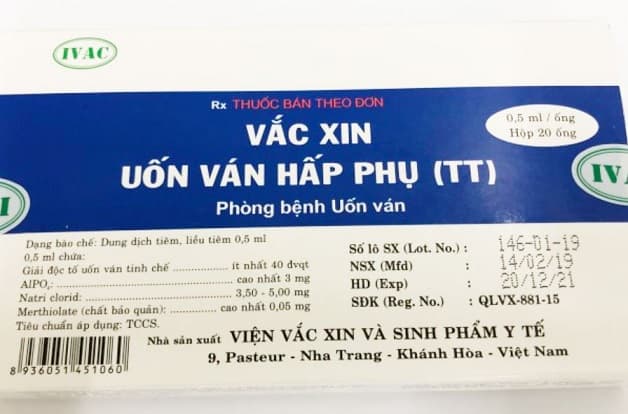 IVAC
Rx THUỐC BÁN THEO ĐƠN
0,5 ml / ống
Hộp 20 ống
VẮC XIN
UỐN VÁN HẤP PHỤ (TT)
Phòng bệnh Uốn ván
IVAC
Dạng bào chế: Dung dịch tiêm, liều tiêm 0,5 ml
0,5 ml chứa:
Giải độc tố uốn ván tinh chế .................... ít nhất 40 đvqt
AlPO₄: .................... cao nhất 3 mg
Natri clorid: .................... 3,50 - 5,00 mg
Merthiolate (chất bảo quản): .......... cao nhất 0,05 mg
Tiêu chuẩn áp dụng: TCCS.
Số lô SX (Lot. No.) : 146-01-19
NSX (Mfd) : 14/02/19
HD (Exp) : 20/12/21
SĐK (Reg. No.) : QLVX-881-15
Nhà sản xuất VIỆN VẮC XIN VÀ SINH PHẨM Y TẾ
9, Pasteur - Nha Trang - Khánh Hòa - Việt Nam
8 936051 451060